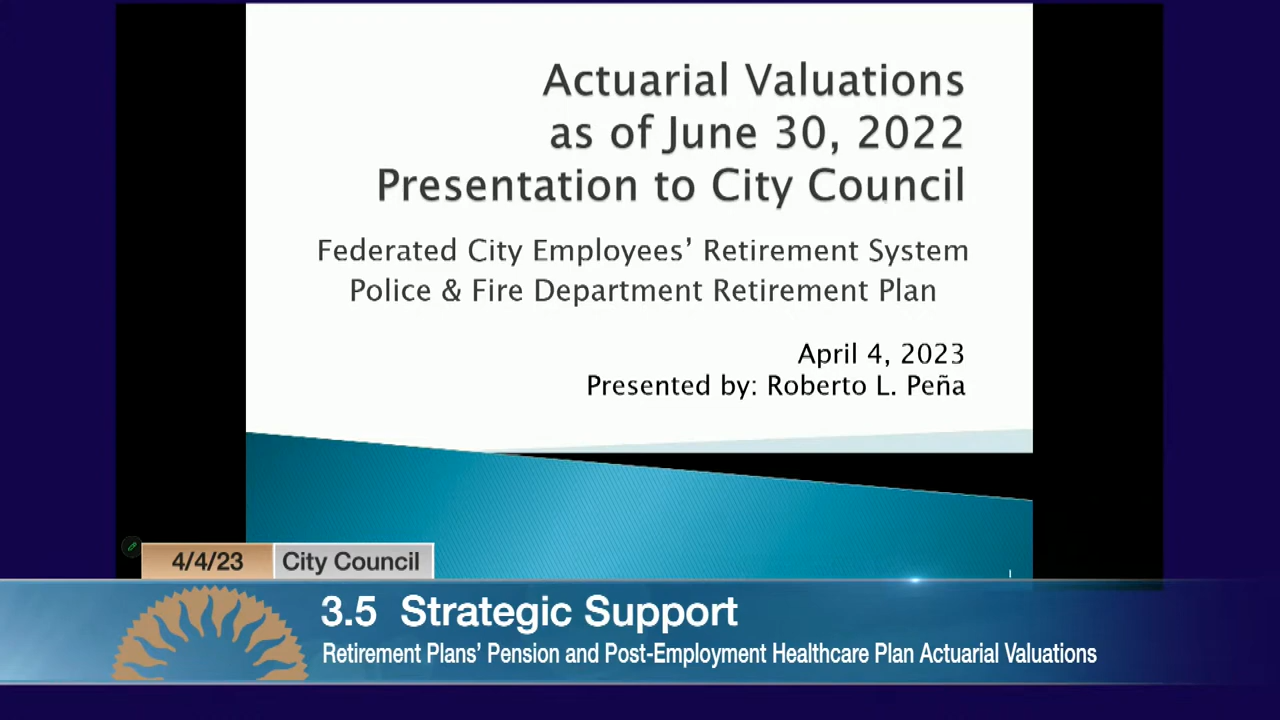 Actuarial Valuations
as of June 30, 2022
Presentation to City Council
Federated City Employees’ Retirement System
Police & Fire Department Retirement Plan
April 4, 2023
Presented by: Roberto L. Peña
4/4/23 City Council
3.5 Strategic Support
Retirement Plans’ Pension and Post-Employment Healthcare Plan Actuarial Valuations